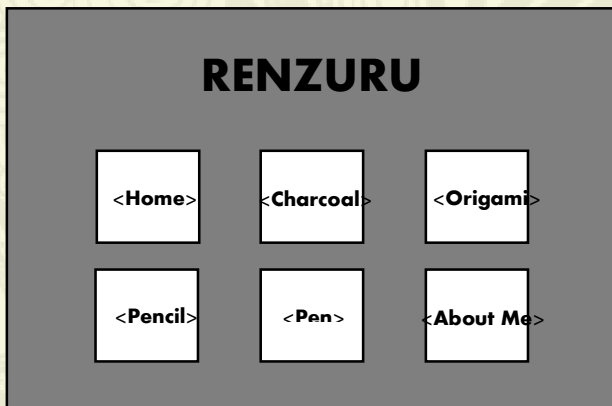 RENZURU
<Home> <Charcoal> <Origami>
<Pencil> <Pen> <About Me>